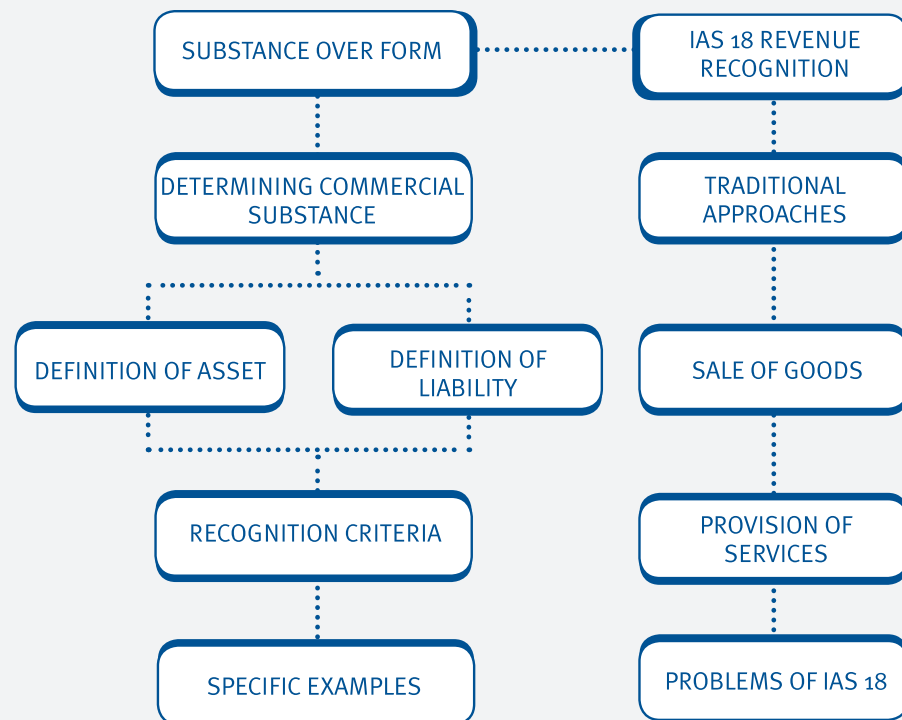 SUBSTANCE OVER FORM
IAS 18 REVENUE
RECOGNITION
DETERMINING COMMERCIAL
SUBSTANCE
TRADITIONAL
APPROACHES
DEFINITION OF ASSET
DEFINITION OF
LIABILITY
SALE OF GOODS
RECOGNITION CRITERIA
PROVISION OF
SERVICES
SPECIFIC EXAMPLES
PROBLEMS OF IAS 18